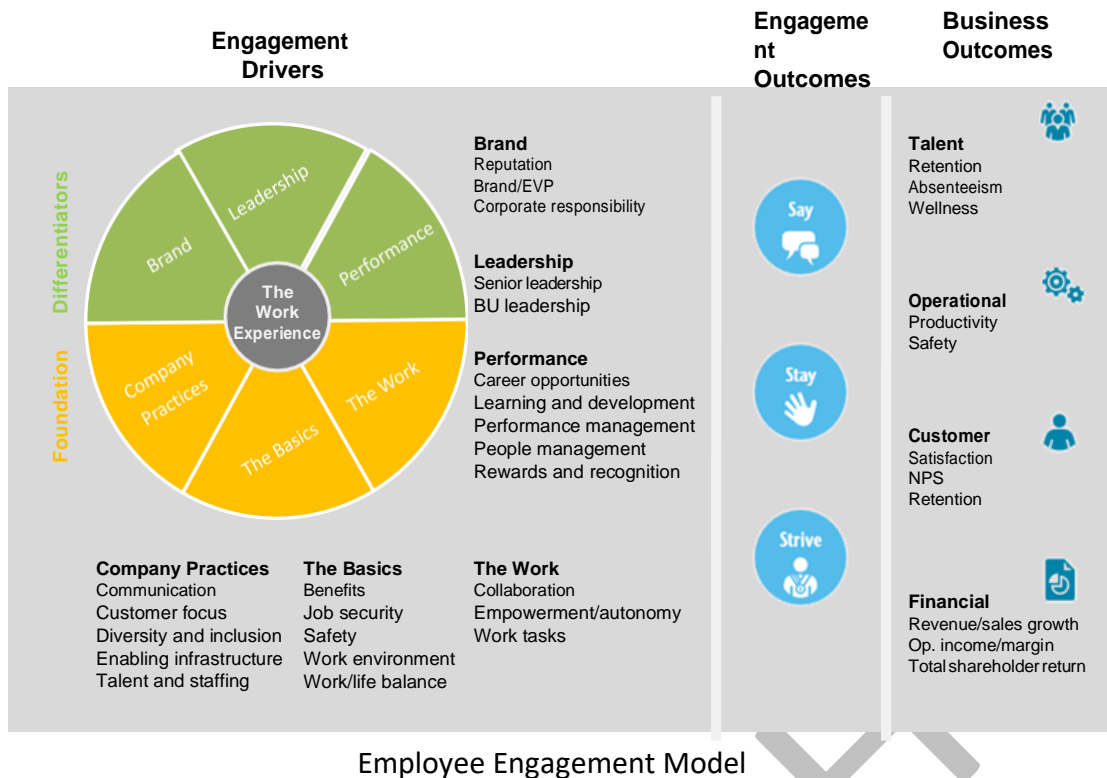 Engagement
Drivers
Engageme
nt
Outcomes
Business
Outcomes
Differentiators
Foundation
Brand
Leadership
Performance
The
Work
Experience
Company
Practices
The Basics
The Work
Brand
Reputation
Brand/EVP
Corporate responsibility
Leadership
Senior leadership
BU leadership
Performance
Career opportunities
Learning and development
Performance management
People management
Rewards and recognition
Company Practices
Communication
Customer focus
Diversity and inclusion
Enabling infrastructure
Talent and staffing
The Basics
Benefits
Job security
Safety
Work environment
Work/life balance
The Work
Collaboration
Empowerment/autonomy
Work tasks
Say
Stay
Strive
Talent
Retention
Absenteeism
Wellness
Operational
Productivity
Safety
Customer
Satisfaction
NPS
Retention
Financial
Revenue/sales growth
Op. income/margin
Total shareholder return
Employee Engagement Model